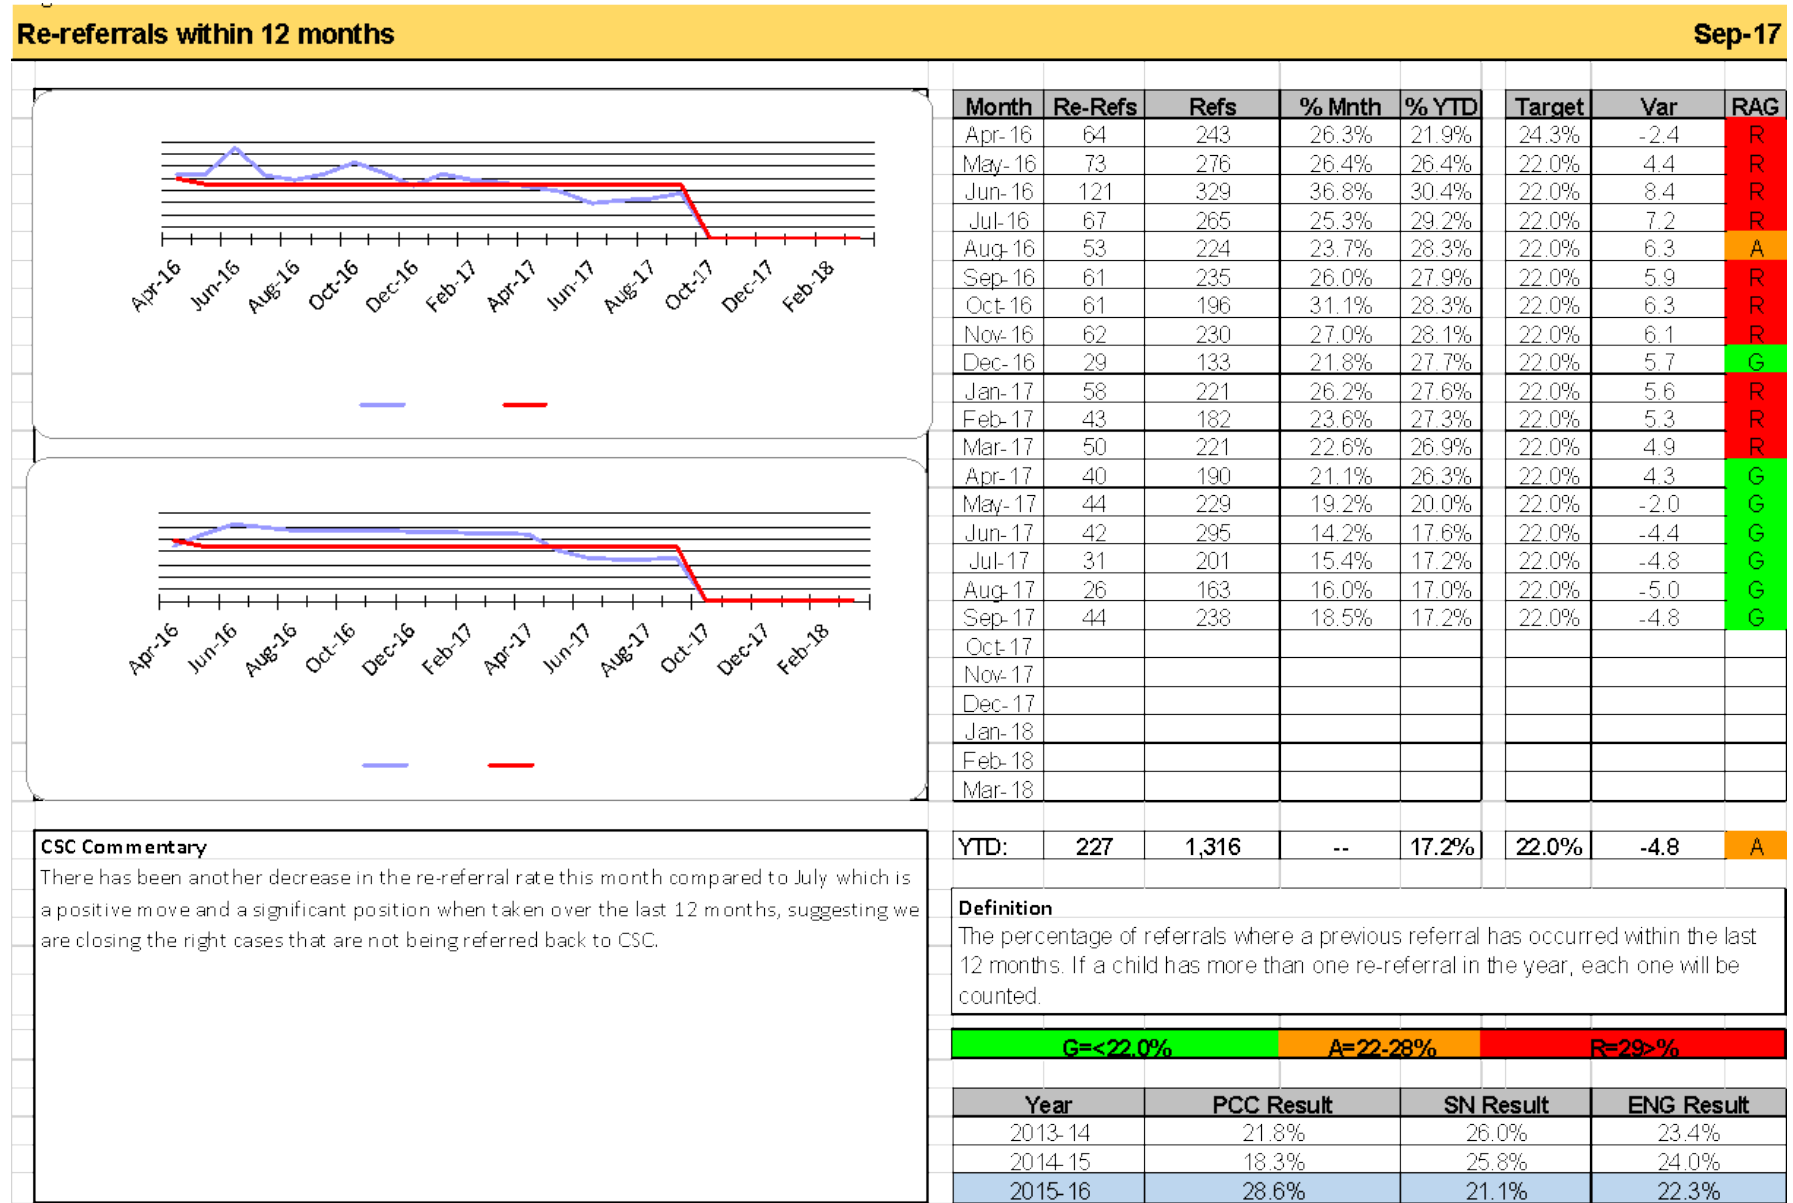 Re-referrals within 12 months Sep-17
Apr-16 Jun-16 Aug-16 Oct-16 Dec-16 Feb-17 Apr-17 Jun-17 Aug-17 Oct-17 Dec-17 Feb-18
Apr-16 Jun-16 Aug-16 Oct-16 Dec-16 Feb-17 Apr-17 Jun-17 Aug-17 Oct-17 Dec-17 Feb-18
Month Re-Refs Refs % Mnth % YTD Target Var RAG
Apr-16 64 243 26.3% 21.9% 24.3% -2.4 R
May-16 73 276 26.4% 26.4% 22.0% 4.4 R
Jun-16 121 329 36.8% 30.4% 22.0% 8.4 R
Jul-16 67 265 25.3% 29.2% 22.0% 7.2 R
Aug-16 53 224 23.7% 28.3% 22.0% 6.3 A
Sep-16 61 235 26.0% 27.9% 22.0% 5.9 R
Oct-16 61 196 31.1% 28.3% 22.0% 6.3 R
Nov-16 62 230 27.0% 28.1% 22.0% 6.1 R
Dec-16 29 133 21.8% 27.7% 22.0% 5.7 G
Jan-17 58 221 26.2% 27.6% 22.0% 5.6 R
Feb-17 43 182 23.6% 27.3% 22.0% 5.3 R
Mar-17 50 221 22.6% 26.9% 22.0% 4.9 R
Apr-17 40 190 21.1% 26.3% 22.0% 4.3 G
May-17 44 229 19.2% 20.0% 22.0% -2.0 G
Jun-17 42 295 14.2% 17.6% 22.0% -4.4 G
Jul-17 31 201 15.4% 17.2% 22.0% -4.8 G
Aug-17 26 163 16.0% 17.0% 22.0% -5.0 G
Sep-17 44 238 18.5% 17.2% 22.0% -4.8 G
Oct-17
Nov-17
Dec-17
Jan-18
Feb-18
Mar-18
CSC Commentary
There has been another decrease in the re-referral rate this month compared to July which is
a positive move and a significant position when taken over the last 12 months, suggesting we
are closing the right cases that are not being referred back to CSC.
YTD: 227 1,316 -- 17.2% 22.0% -4.8 A
Definition
The percentage of referrals where a previous referral has occurred within the last
12 months. If a child has more than one re-referral in the year, each one will be
counted.
G=<22.0% A=22-28% R=29>%
Year PCC Result SN Result ENG Result
2013-14 21.8% 26.0% 23.4%
2014-15 18.3% 25.8% 24.0%
2015-16 28.6% 21.1% 22.3%